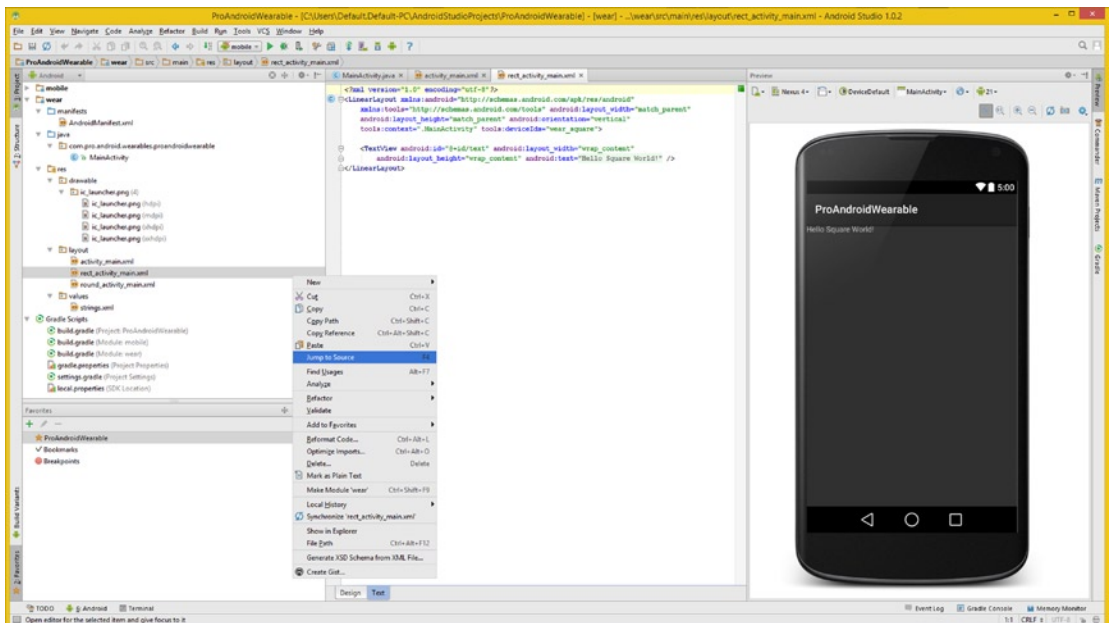 ProAndroidWearable - [C:\Users\Default.Default-PC\AndroidStudioProjects\ProAndroidWearable] - [wear] - ...\wear\src\main\res\layout\rect_activity_main.xml - Android Studio 1.0.2
File Edit View Navigate Code Analyze Refactor Build Run Tools VCS Window Help
mobile
ProAndroidWearable wear src main res layout rect_activity_main.xml
Android
MainActivity.java activity_main.xml rect_activity_main.xml
Preview
1: Project
Structure
mobile
wear
manifests
AndroidManifest.xml
java
com.pro.android.wearables.proandroidwearable
MainActivity
res
drawable
ic_launcher.png (4)
ic_launcher.png (hdpi)
ic_launcher.png (mdpi)
ic_launcher.png (xhdpi)
ic_launcher.png (xxhdpi)
layout
activity_main.xml
rect_activity_main.xml
round_activity_main.xml
values
strings.xml
Gradle Scripts
build.gradle (Project: ProAndroidWearable)
build.gradle (Module: mobile)
build.gradle (Module: wear)
gradle.properties (Project Properties)
settings.gradle (Project Settings)
local.properties (SDK Location)
Favorites
ProAndroidWearable
Bookmarks
Breakpoints
Build Variants
2: Favorites
<?xml version="1.0" encoding="utf-8"?>
<LinearLayout xmlns:android="http://schemas.android.com/apk/res/android"
xmlns:tools="http://schemas.android.com/tools" android:layout_width="match_parent"
android:layout_height="match_parent" android:orientation="vertical"
tools:context=".MainActivity" tools:deviceIds="wear_square">
<TextView android:id="@+id/text" android:layout_width="wrap_content"
android:layout_height="wrap_content" android:text="Hello Square World!" />
</LinearLayout>
New
Cut Ctrl+X
Copy Ctrl+C
Copy Path Ctrl+Shift+C
Copy Reference Ctrl+Alt+Shift+C
Paste Ctrl+V
Jump to Source F4
Find Usages Alt+F7
Analyze
Refactor
Validate
Add to Favorites
Reformat Code... Ctrl+Alt+L
Optimize Imports... Ctrl+Alt+O
Delete... Delete
Mark as Plain Text
Make Module 'wear' Ctrl+Shift+F9
Local History
Synchronize 'rect_activity_main.xml'
Show in Explorer
File Path Ctrl+Alt+F12
Generate XSD Schema from XML File...
Create Gist...
Design Text
Nexus 4 DeviceDefault MainActivity 21
5:00
ProAndroidWearable
Hello Square World!
Preview
Commander
Maven Projects
Gradle
TODO 6: Android Terminal
Event Log Gradle Console Memory Monitor
Open editor for the selected item and give focus to it
1:1 CRLF UTF-8